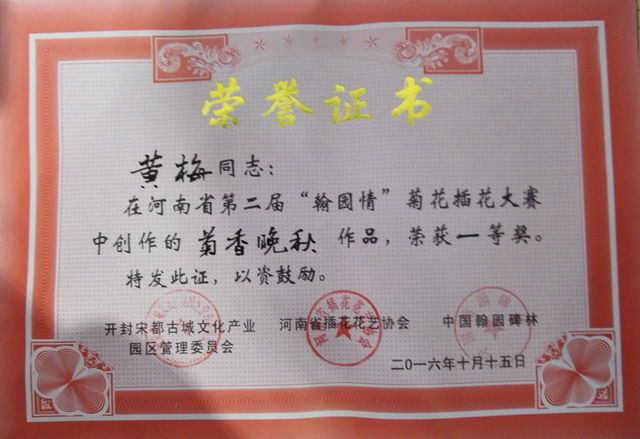 荣誉证书
黄梅同志：
在河南省第二届“翰园情”菊花插花大赛
中创作的菊香晚秋作品，荣获一等奖。
特发此证，以资鼓励。
开封宋都古城文化产业
园区管理委员会
河南省插花花艺协会
中国翰园碑林
二〇一六年十月十五日